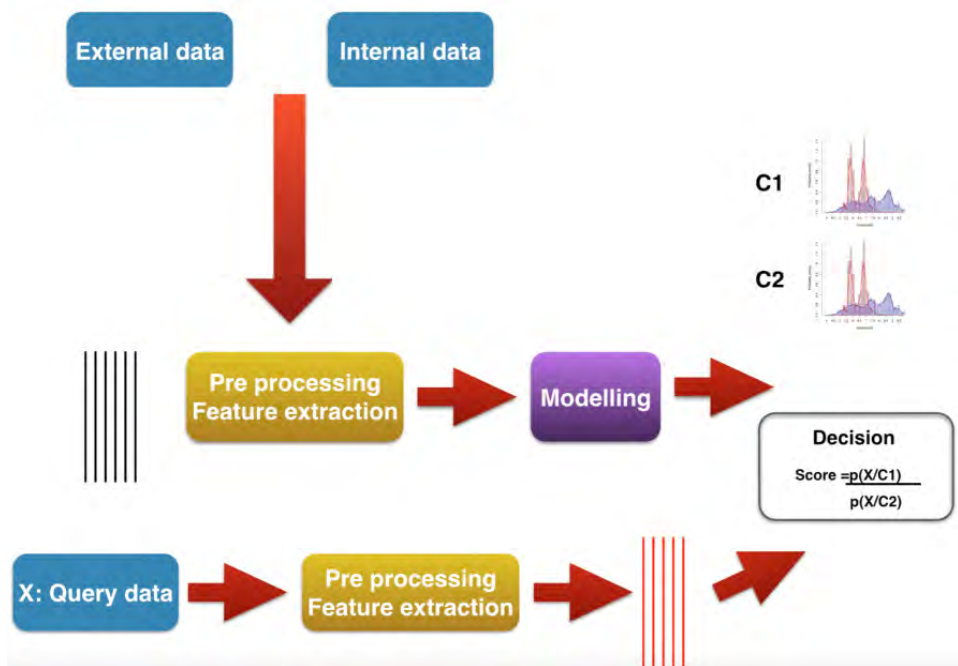 External data
Internal data
C1
C2
Pre processing
Feature extraction
Modelling
Decision
Score =p(X/C1)
p(X/C2)
X: Query data
Pre processing
Feature extraction